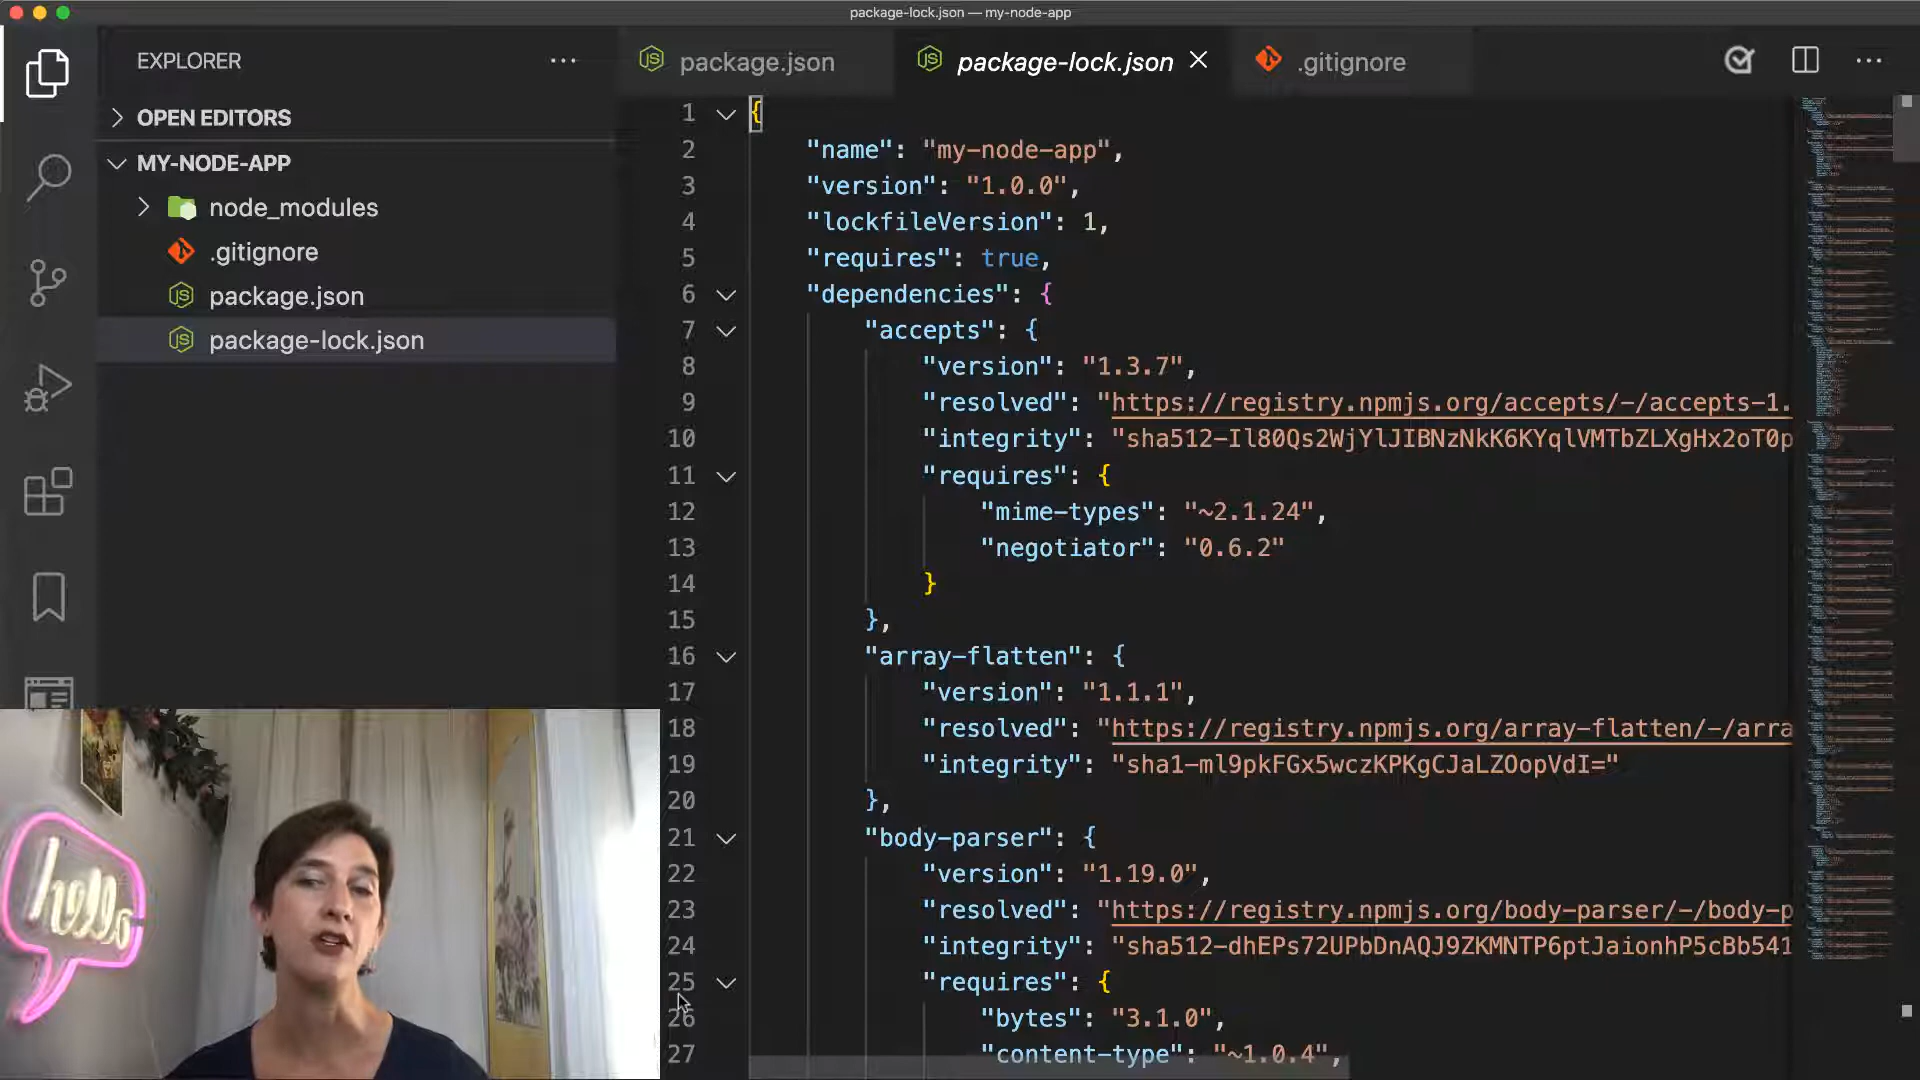 package-lock.json — my-node-app
EXPLORER
OPEN EDITORS
MY-NODE-APP
node_modules
.gitignore
package.json
package-lock.json
package.json
package-lock.json
.gitignore
1 {
2 "name": "my-node-app",
3 "version": "1.0.0",
4 "lockfileVersion": 1,
5 "requires": true,
6 "dependencies": {
7 "accepts": {
8 "version": "1.3.7",
9 "resolved": "https://registry.npmjs.org/accepts/-/accepts-1.
10 "integrity": "sha512-Il80Qs2WjYlJIBNzNkK6KYqlVMTbZLXgHx2oT0p
11 "requires": {
12 "mime-types": "~2.1.24",
13 "negotiator": "0.6.2"
14 }
15 },
16 "array-flatten": {
17 "version": "1.1.1",
18 "resolved": "https://registry.npmjs.org/array-flatten/-/arra
19 "integrity": "sha1-ml9pkFGx5wczKPKgCJaLZOopVdI="
20 },
21 "body-parser": {
22 "version": "1.19.0",
23 "resolved": "https://registry.npmjs.org/body-parser/-/body-p
24 "integrity": "sha512-dhEPs72UPbDnAQJ9ZKMNTP6ptJaionhP5cBb541
25 "requires": {
26 "bytes": "3.1.0",
27 "content-type": "~1.0.4",
hello